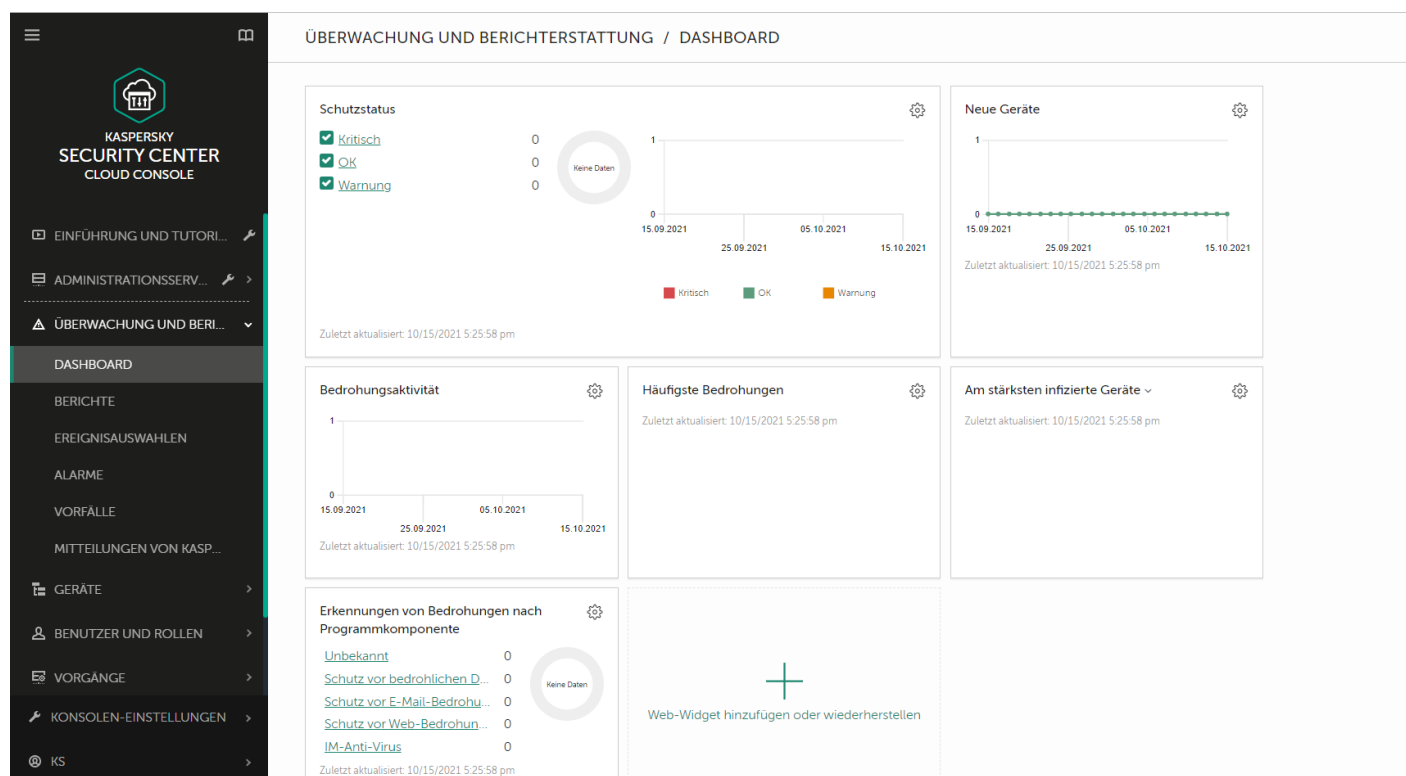 KASPERSKY
SECURITY CENTER
CLOUD CONSOLE
EINFÜHRUNG UND TUTORI...
ADMINISTRATIONSSERV...
ÜBERWACHUNG UND BERI...
DASHBOARD
BERICHTE
EREIGNISAUSWAHLEN
ALARME
VORFÄLLE
MITTEILUNGEN VON KASP...
GERÄTE
BENUTZER UND ROLLEN
VORGÄNGE
KONSOLEN-EINSTELLUNGEN
KS
ÜBERWACHUNG UND BERICHTERSTATTUNG / DASHBOARD
Schutzstatus
Kritisch 0
OK 0
Warnung 0
Keine Daten
1
0
15.09.2021 05.10.2021
25.09.2021 15.10.2021
Kritisch OK Warnung
Zuletzt aktualisiert: 10/15/2021 5:25:58 pm
Neue Geräte
1
0
15.09.2021 05.10.2021
25.09.2021 15.10.2021
Zuletzt aktualisiert: 10/15/2021 5:25:58 pm
Bedrohungsaktivität
1
0
15.09.2021 05.10.2021
25.09.2021 15.10.2021
Zuletzt aktualisiert: 10/15/2021 5:25:58 pm
Häufigste Bedrohungen
Zuletzt aktualisiert: 10/15/2021 5:25:58 pm
Am stärksten infizierte Geräte
Zuletzt aktualisiert: 10/15/2021 5:25:58 pm
Erkennungen von Bedrohungen nach
Programmkomponente
Unbekannt 0
Schutz vor bedrohlichen D... 0
Schutz vor E-Mail-Bedrohu... 0
Schutz vor Web-Bedrohun... 0
IM-Anti-Virus 0
Keine Daten
Zuletzt aktualisiert: 10/15/2021 5:25:58 pm
Web-Widget hinzufügen oder wiederherstellen